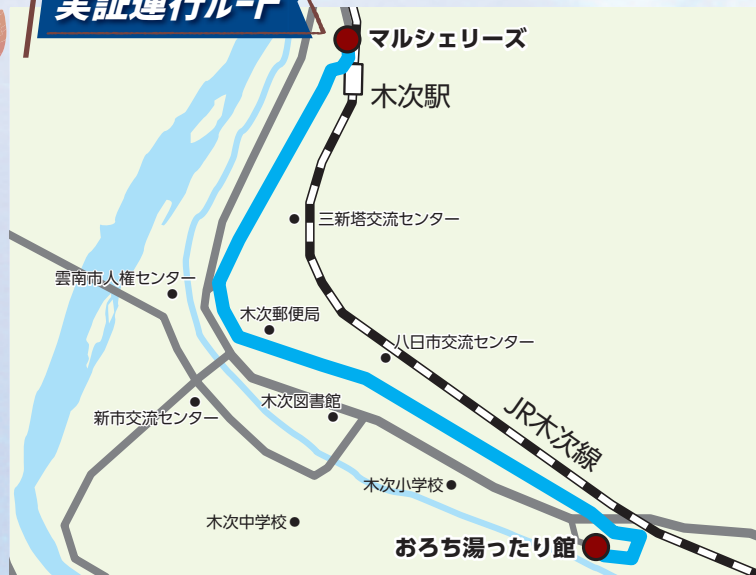 実証運行ルート
マルシェリーズ
木次駅
三新塔交流センター
雲南市人権センター
木次郵便局
八日市交流センター
木次図書館
新市交流センター
JR木次線
木次小学校
木次中学校
おろち湯ったり館